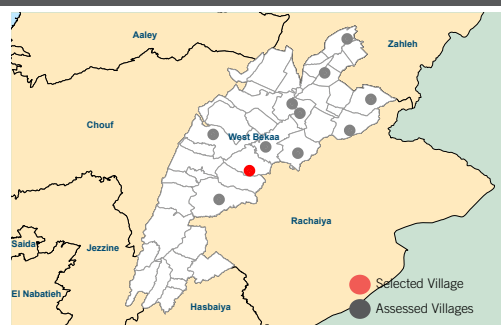 Aaley
Zahleh
Chouf
West Bekaa
Rachaiya
Saida
Jezzine
El Nabatieh
Hasbaiya
Selected Village
Assessed Villages